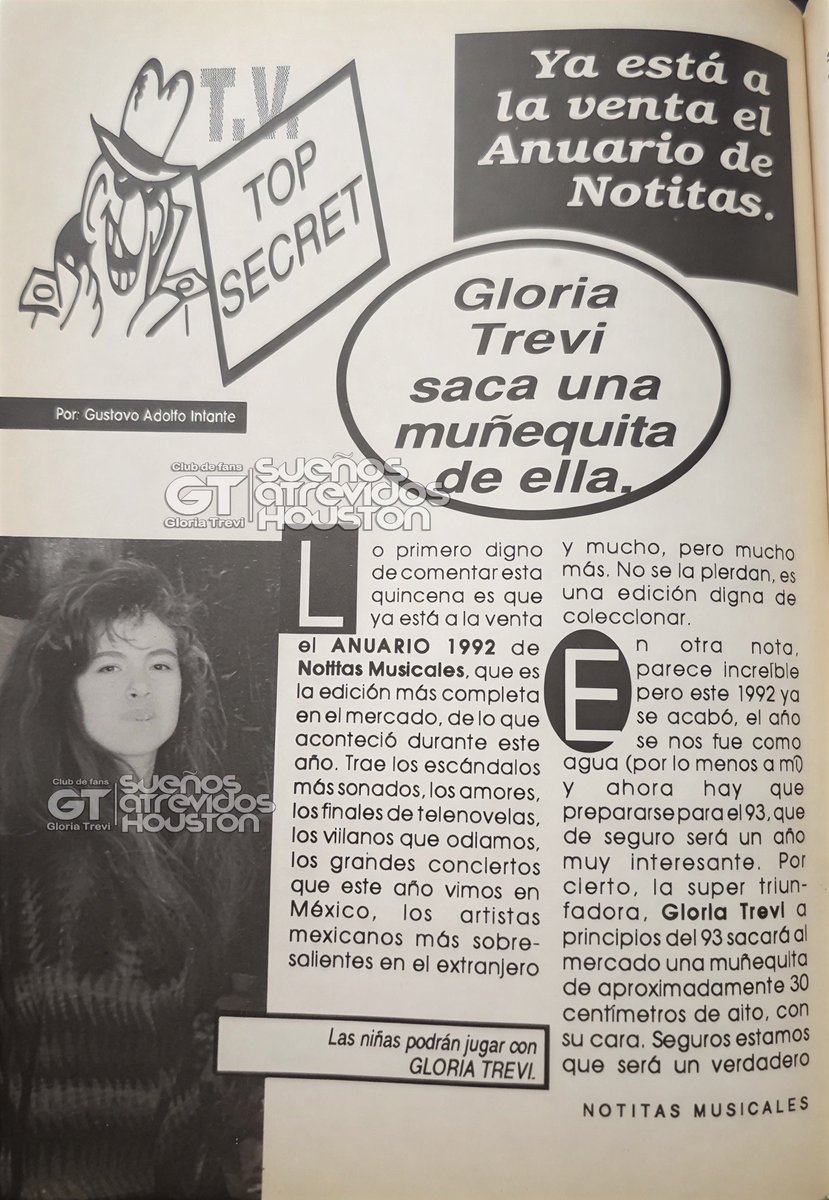 T.V.
TOP
SECRET
Ya está a
la venta el
Anuario de
Notitas.
Gloria
Trevi
saca una
muñequita
de ella.
Por: Gustavo Adolfo Infante
Club de fans
GT
Gloria Trevi
sueños
atrevidos
HOUSTON
Lo primero digno
de comentar esta
quincena es que
ya está a la venta
el ANUARIO 1992 de
Notitas Musicales, que es
la edición más completa
en el mercado, de lo que
aconteció durante este
año. Trae los escándalos
más sonados, los amores,
los finales de telenovelas,
los villanos que odiamos,
los grandes conciertos
que este año vimos en
México, los artistas
mexicanos más sobre-
salientes en el extranjero
y mucho, pero mucho
más. No se la pierdan, es
una edición digna de
coleccionar.
En otra nota,
parece increíble
pero este 1992 ya
se acabó, el año
se nos fue como
agua (por lo menos a mí)
y ahora hay que
prepararse para el 93, que
de seguro será un año
muy interesante. Por
cierto, la super triun-
fadora, Gloria Trevi a
principios del 93 sacará al
mercado una muñequita
de aproximadamente 30
centímetros de alto, con
su cara. Seguros estamos
que será un verdadero
Club de fans
GT
Gloria Trevi
sueños
atrevidos
HOUSTON
Las niñas podrán jugar con
GLORIA TREVI.
NOTITAS MUSICALES